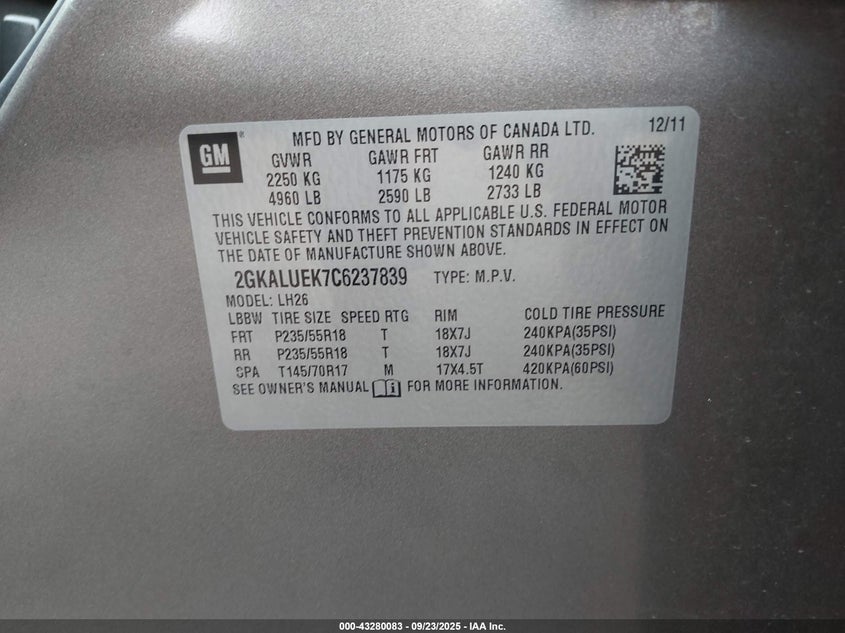 GM
®
MFD BY GENERAL MOTORS OF CANADA LTD. 12/11
GVWR GAWR FRT GAWR RR
2250 KG 1175 KG 1240 KG
4960 LB 2590 LB 2733 LB
THIS VEHICLE CONFORMS TO ALL APPLICABLE U.S. FEDERAL MOTOR
VEHICLE SAFETY AND THEFT PREVENTION STANDARDS IN EFFECT ON
THE DATE OF MANUFACTURE SHOWN ABOVE.
2GKALUEK7C6237839 TYPE: M.P.V.
MODEL: LH26
LBBW TIRE SIZE SPEED RTG RIM COLD TIRE PRESSURE
FRT P235/55R18 T 18X7J 240KPA(35PSI)
RR P235/55R18 T 18X7J 240KPA(35PSI)
SPA T145/70R17 M 17X4.5T 420KPA(60PSI)
SEE OWNER'S MANUAL FOR MORE INFORMATION.
000-43280083 - 09/23/2025 - IAA Inc.